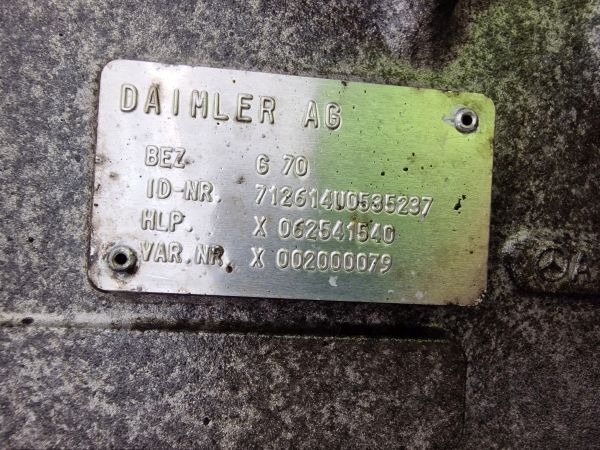 DAIMLER AG
BEZ G 70
ID-NR. 712614U0535237
HLP. X 062541540
VAR.NR. X 002000079